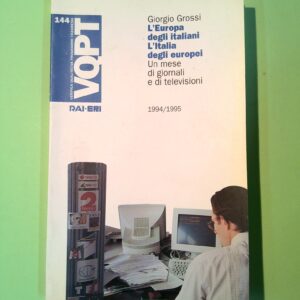 144
VQPT
RAI-ERI
Giorgio Grossi
L'Europa
degli italiani
L'Italia
degli europei
Un mese
di giornali
e di televisioni
1994/1995
2